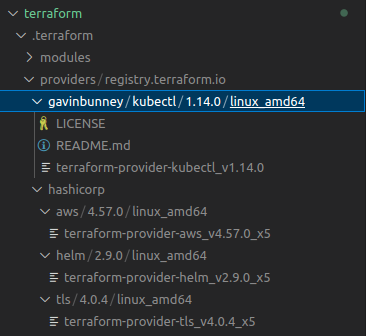 terraform
.terraform
modules
providers/registry.terraform.io
gavinbunney/kubectl/1.14.0/linux_amd64
LICENSE
README.md
terraform-provider-kubectl_v1.14.0
hashicorp
aws/4.57.0/linux_amd64
terraform-provider-aws_v4.57.0_x5
helm/2.9.0/linux_amd64
terraform-provider-helm_v2.9.0_x5
tls/4.0.4/linux_amd64
terraform-provider-tls_v4.0.4_x5